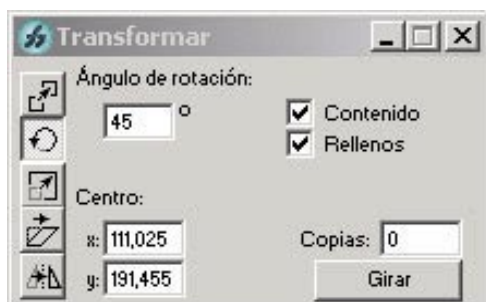 Transformar
Ángulo de rotación:
45 °
Contenido
Rellenos
Centro:
x: 111,025
Copias: 0
y: 191,455
Girar